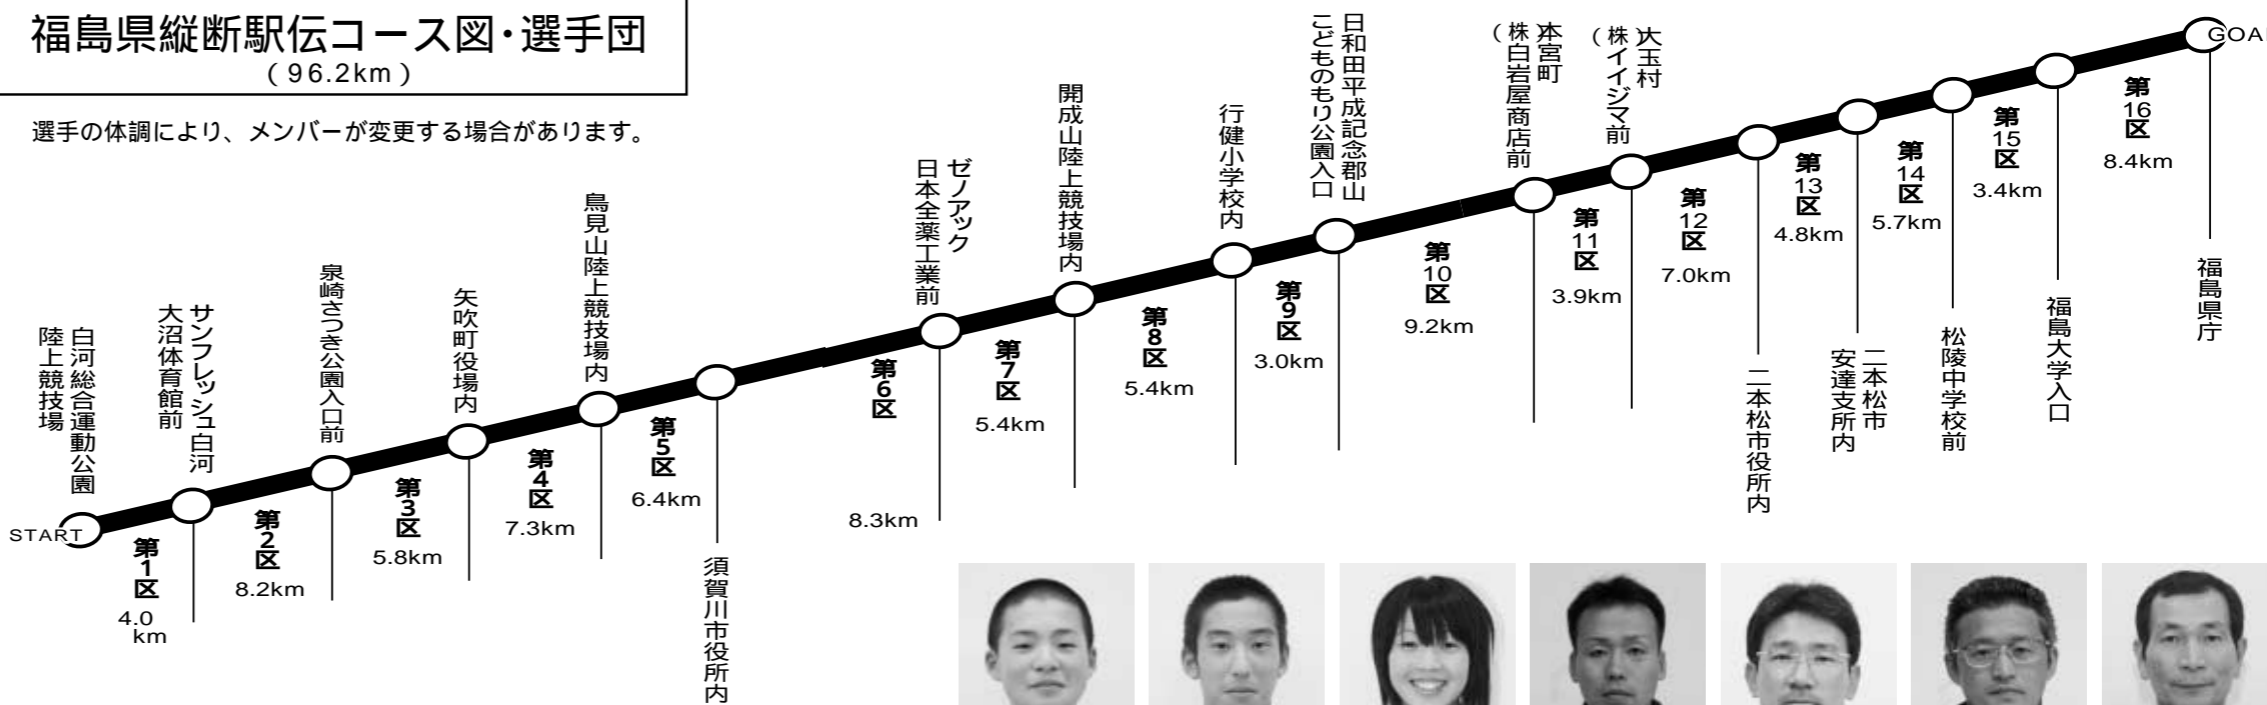 福島県縦断駅伝コース図・選手団
(96.2km)
選手の体調により、メンバーが変更する場合があります。
START
白河総合運動公園
陸上競技場
第1区
4.0
km
サンフレッシュ白河
大沼体育館前
第2区
8.2km
泉崎さつき公園入口前
第3区
5.8km
矢吹町役場内
第4区
7.3km
鳥見山陸上競技場内
第5区
6.4km
須賀川市役所内
第6区
8.3km
ゼノアック
日本全薬工業前
第7区
5.4km
開成山陸上競技場内
第8区
5.4km
行健小学校内
第9区
3.0km
日和田平成記念郡山
こどものもり公園入口
第10区
9.2km
本宮町
(株)白岩屋商店前
第11区
3.9km
大玉村
(株)イイジマ前
第12区
7.0km
二本松市役所内
第13区
4.8km
二本松市
安達支所内
第14区
5.7km
松陵中学校前
第15区
3.4km
福島大学入口
第16区
8.4km
福島県庁
GOAL